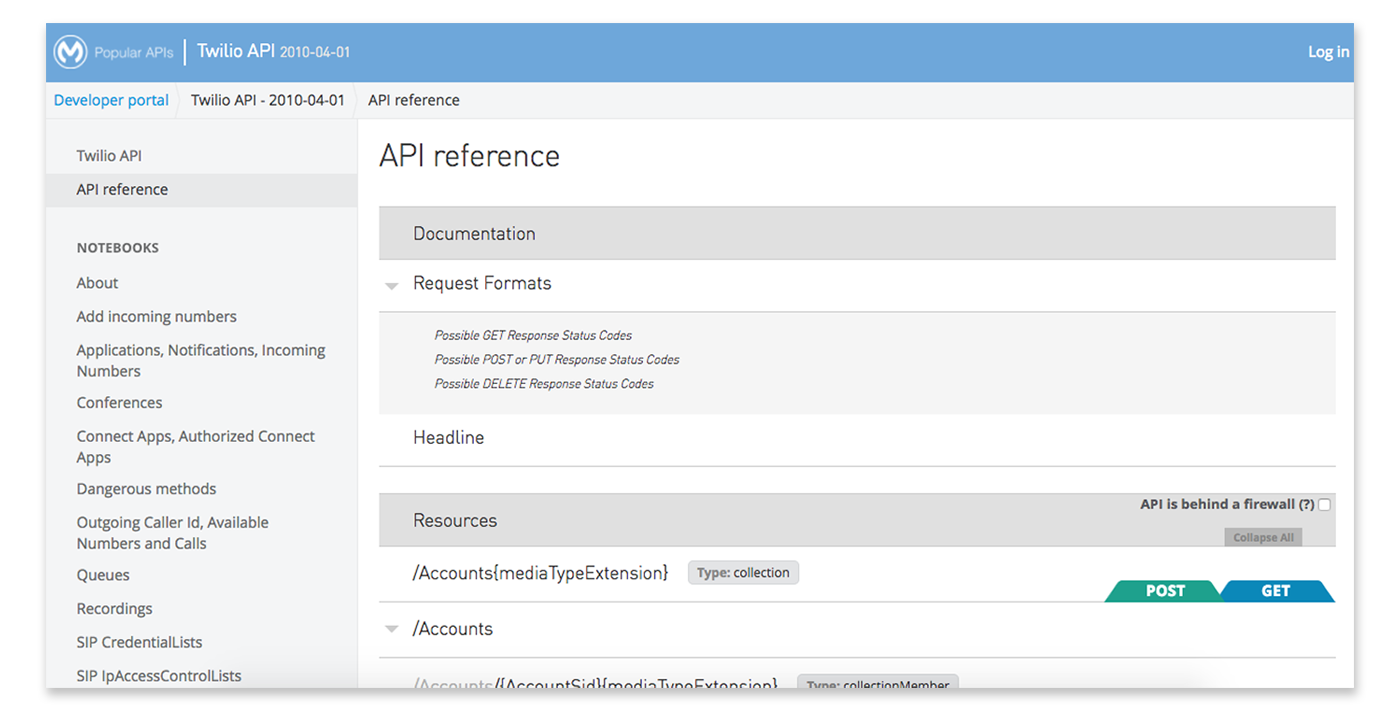 Popular APIs Twilio API 2010-04-01 Log in
Developer portal Twilio API - 2010-04-01 API reference
Twilio API
API reference
NOTEBOOKS
About
Add incoming numbers
Applications, Notifications, Incoming
Numbers
Conferences
Connect Apps, Authorized Connect
Apps
Dangerous methods
Outgoing Caller Id, Available
Numbers and Calls
Queues
Recordings
SIP CredentialLists
SIP IpAccessControlLists
API reference
Documentation
Request Formats
Possible GET Response Status Codes
Possible POST or PUT Response Status Codes
Possible DELETE Response Status Codes
Headline
Resources
API is behind a firewall (?)
Collapse All
/Accounts{mediaTypeExtension} Type: collection
POST GET
/Accounts
/Accounts/{AccountSid}{mediaTypeExtension} Type: collectionMember